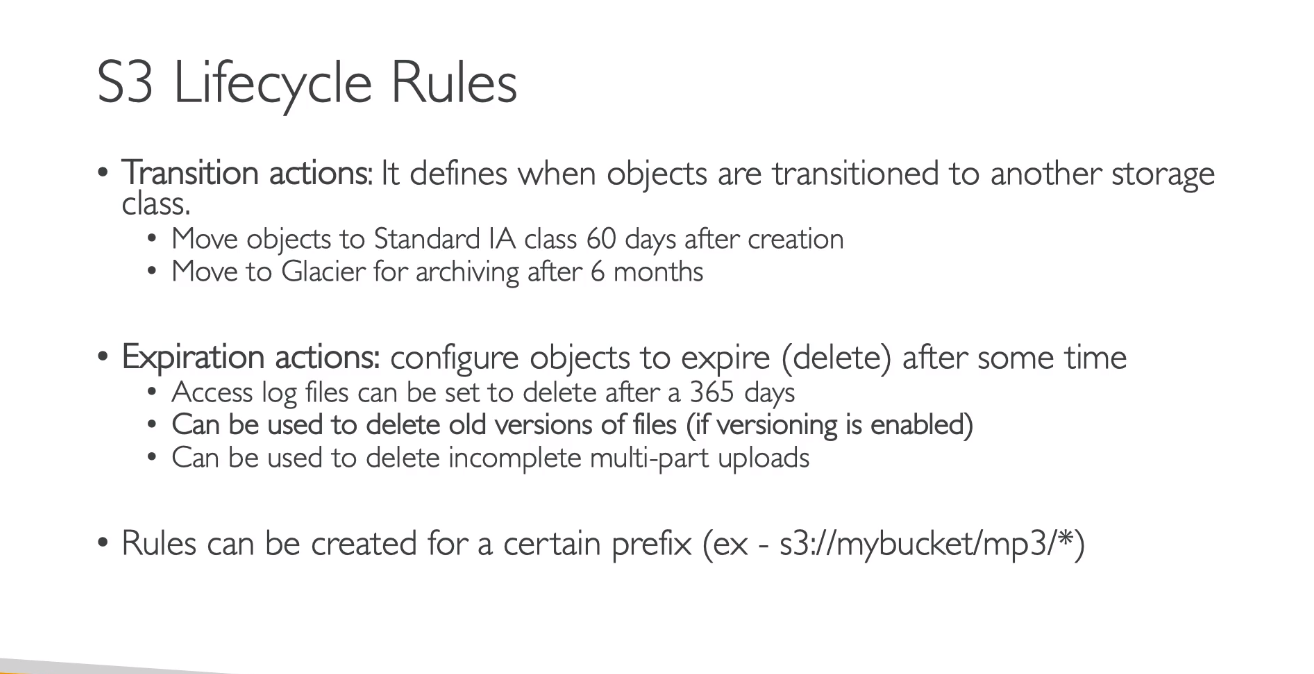 S3 Lifecycle Rules
• Transition actions: It defines when objects are transitioned to another storage
class.
• Move objects to Standard IA class 60 days after creation
• Move to Glacier for archiving after 6 months
• Expiration actions: configure objects to expire (delete) after some time
• Access log files can be set to delete after a 365 days
• Can be used to delete old versions of files (if versioning is enabled)
• Can be used to delete incomplete multi-part uploads
• Rules can be created for a certain prefix (ex - s3://mybucket/mp3/*)